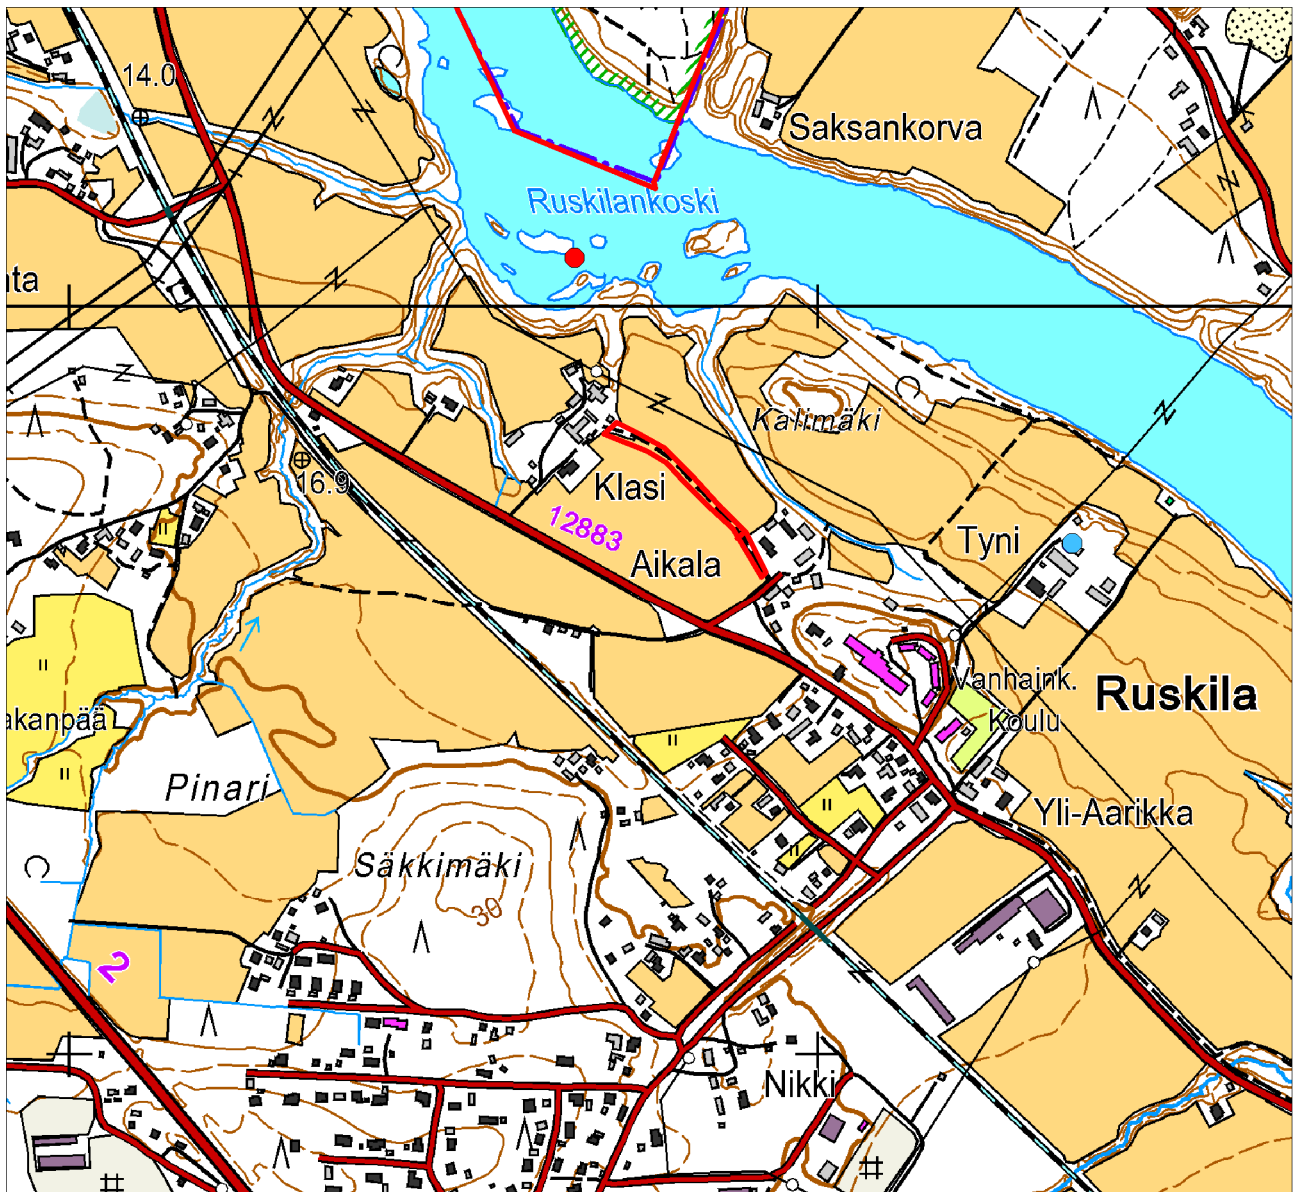 14.0
Saksankorva
Ruskilankoski
nta
Kalimäki
16.9
Klasi
12883
Aikala
Tyni
Vanhaink.
Ruskila
akanpää
Koulu
Pinari
Yli-Aarikka
Säkkimäki
30
2
Nikki